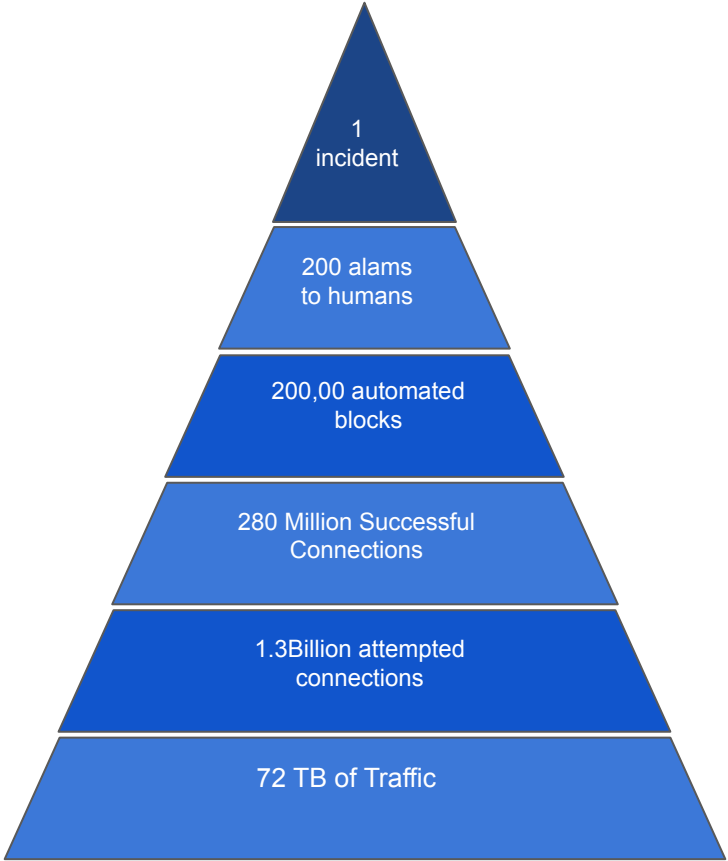 1
incident
200 alams
to humans
200,00 automated
blocks
280 Million Successful
Connections
1.3Billion attempted
connections
72 TB of Traffic